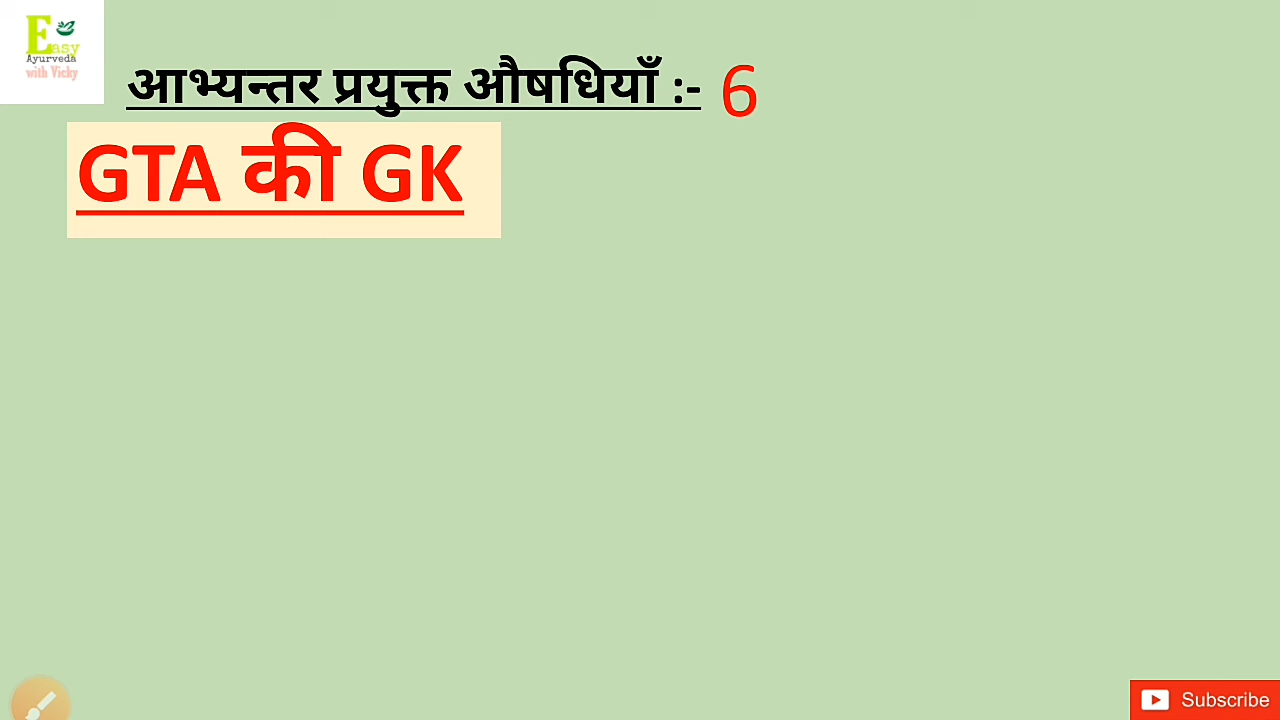 Easy
Ayurveda
with Vicky
आभ्यन्तर प्रयुक्त औषधियाँ :- 6
GTA की GK
Subscribe